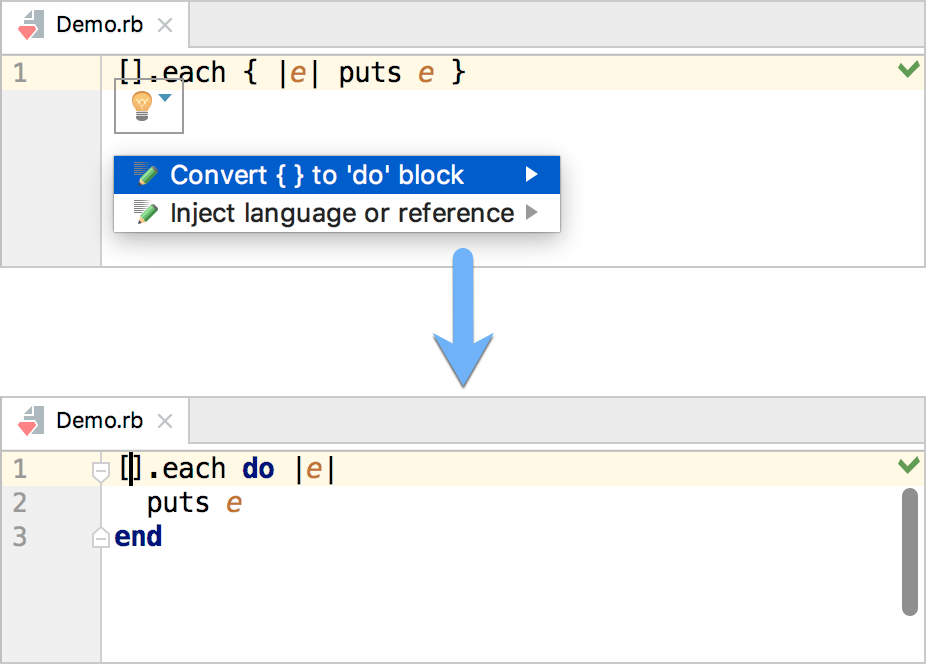 Demo.rb
1 [].each { |e| puts e }
Convert { } to 'do' block
Inject language or reference
Demo.rb
1 [].each do |e|
2 puts e
3 end